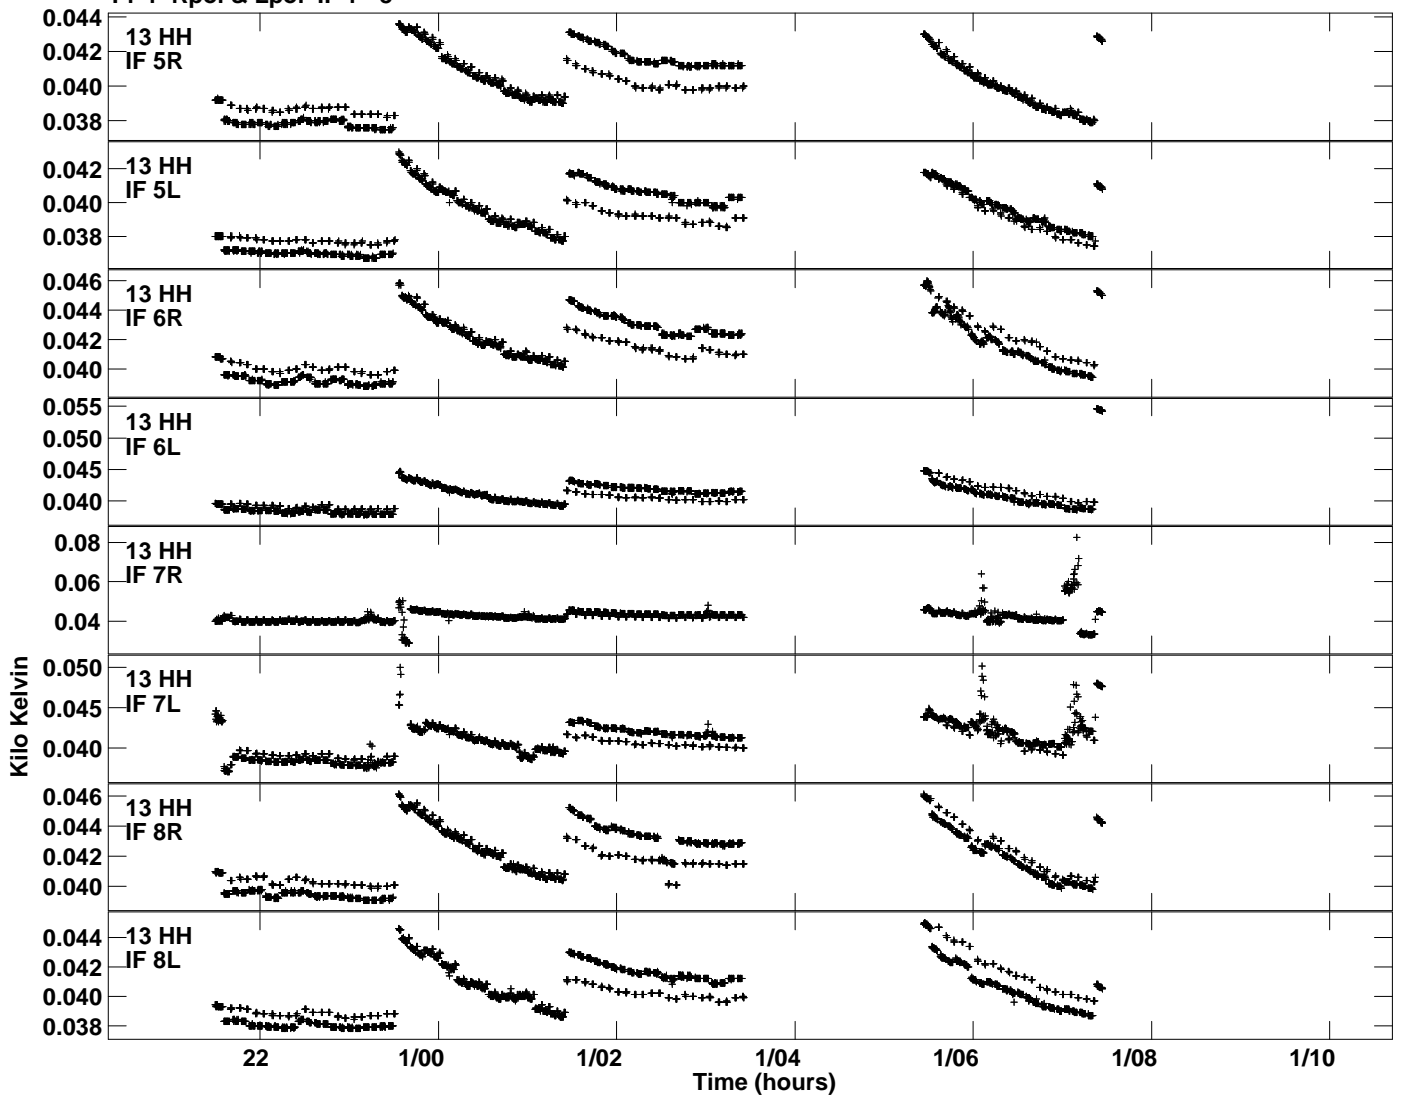 0.044
0.042
0.040
0.038
13 HH
IF 5R
0.042
0.040
0.038
13 HH
IF 5L
0.046
0.044
0.042
0.040
13 HH
IF 6R
0.055
0.050
0.045
0.040
13 HH
IF 6L
0.08
0.06
0.04
13 HH
IF 7R
0.050
0.045
0.040
13 HH
IF 7L
0.046
0.044
0.042
0.040
13 HH
IF 8R
0.044
0.042
0.040
0.038
13 HH
IF 8L
Kilo Kelvin
22 1/00 1/02 1/04 1/06 1/08 1/10
Time (hours)